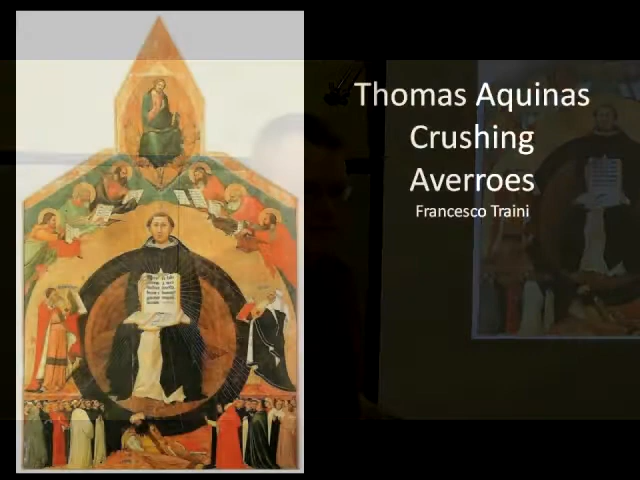 Thomas Aquinas
Crushing
Averroes
Francesco Traini